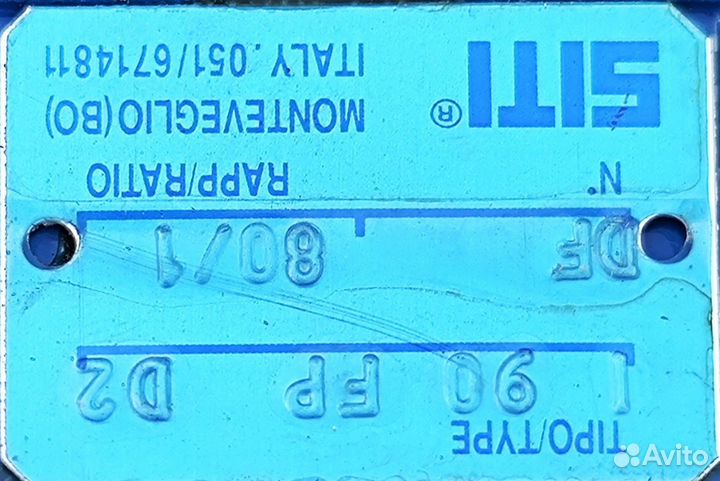 TIPO/TYPE
I 90 FP D2
DF 80/1
N° RAPP/RATIO
SITI®
MONTEVEGLIO(BO)
ITALY. 051/6714811
Avito